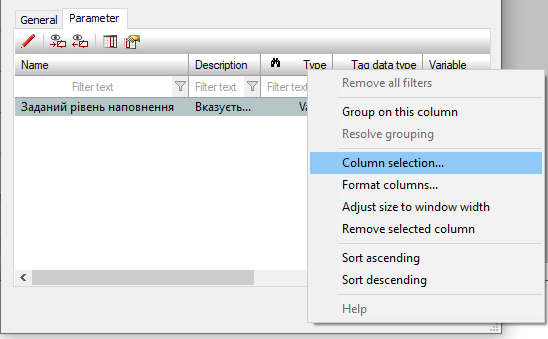 General Parameter
Name Description Type Tag data type Variable
Filter text Filter text Filter text
Заданий рівень наповнення Вказуєть... Va
Remove all filters
Group on this column
Resolve grouping
Column selection...
Format columns...
Adjust size to window width
Remove selected column
Sort ascending
Sort descending
Help